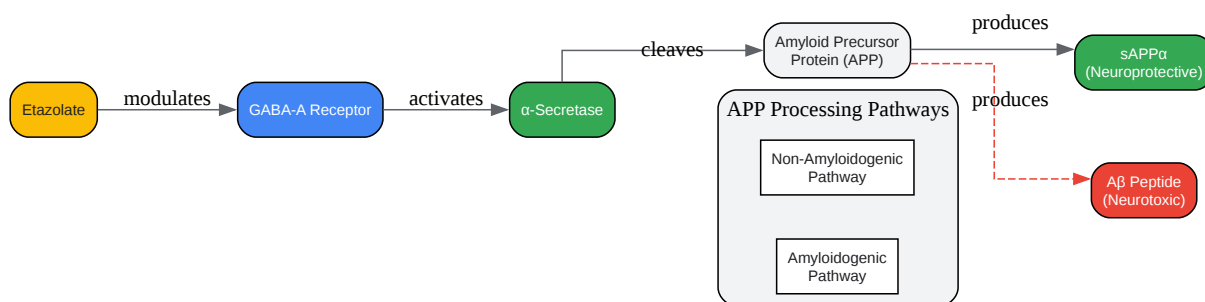 Etazolate
modulates
GABA-A Receptor
activates
α-Secretase
cleaves
Amyloid Precursor
Protein (APP)
produces
sAPPα
(Neuroprotective)
produces
Aβ Peptide
(Neurotoxic)
APP Processing Pathways
Non-Amyloidogenic
Pathway
Amyloidogenic
Pathway